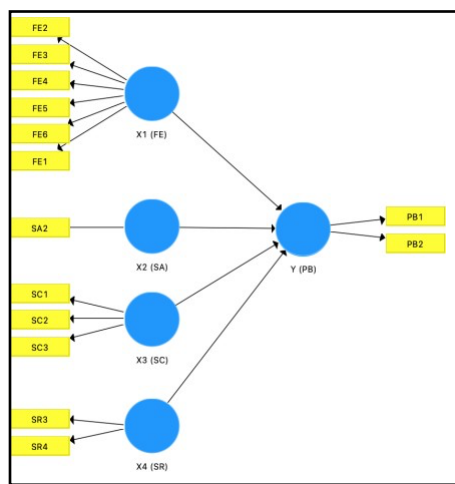 FE2
FE3
FE4
FE5
FE6
FE1
X1 (FE)
SA2
X2 (SA)
PB1
PB2
Y (PB)
SC1
SC2
SC3
X3 (SC)
SR3
SR4
X4 (SR)